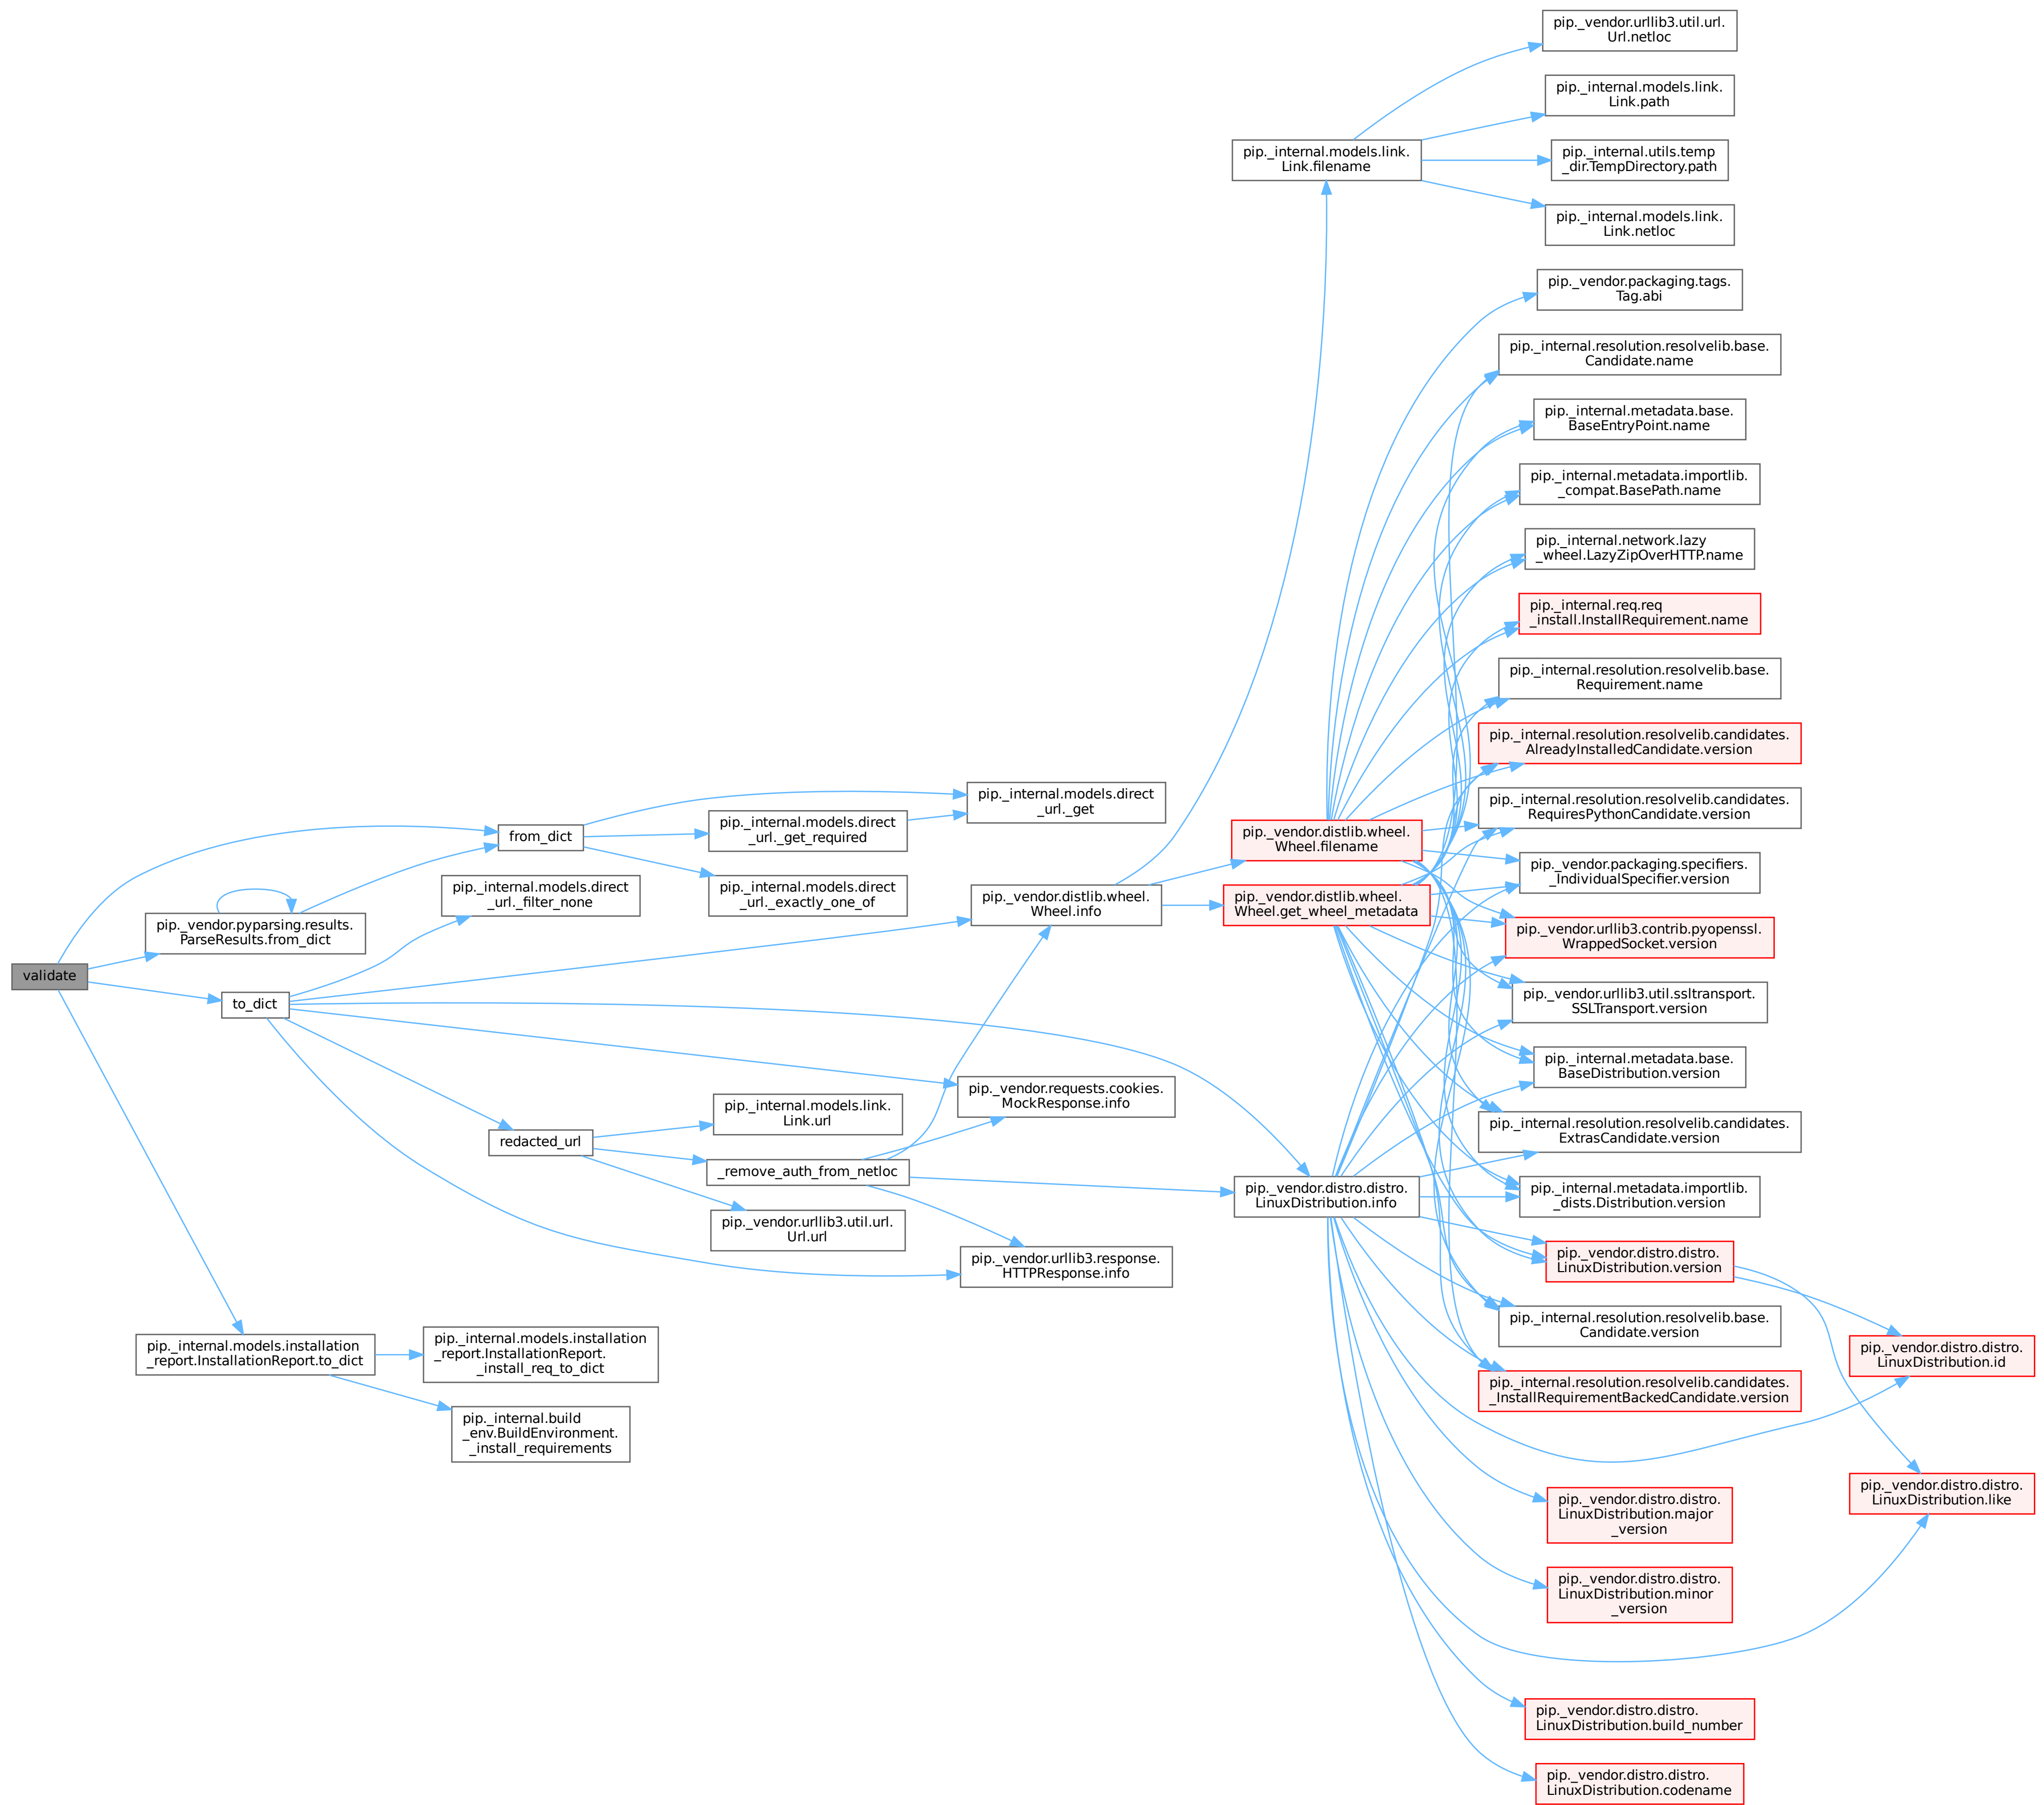 validate
pip._vendor.pyparsing.results.
ParseResults.from_dict
to_dict
pip._internal.models.installation
_report.InstallationReport.to_dict
from_dict
pip._internal.models.direct
_url._filter_none
redacted_url
pip._internal.models.installation
_report.InstallationReport.
_install_req_to_dict
pip._internal.build
_env.BuildEnvironment.
_install_requirements
pip._internal.models.direct
_url._get_required
pip._internal.models.direct
_url._exactly_one_of
pip._internal.models.link.
Link.url
_remove_auth_from_netloc
pip._vendor.urllib3.util.url.
Url.url
pip._internal.models.direct
_url._get
pip._vendor.distlib.wheel.
Wheel.info
pip._vendor.requests.cookies.
MockResponse.info
pip._vendor.urllib3.response.
HTTPResponse.info
pip._internal.models.link.
Link.filename
pip._vendor.distlib.wheel.
Wheel.filename
pip._vendor.distlib.wheel.
Wheel.get_wheel_metadata
pip._vendor.distro.distro.
LinuxDistribution.info
pip._vendor.urllib3.util.url.
Url.netloc
pip._internal.models.link.
Link.path
pip._internal.utils.temp
_dir.TempDirectory.path
pip._internal.models.link.
Link.netloc
pip._vendor.packaging.tags.
Tag.abi
pip._internal.resolution.resolvelib.base.
Candidate.name
pip._internal.metadata.base.
BaseEntryPoint.name
pip._internal.metadata.importlib.
_compat.BasePath.name
pip._internal.network.lazy
_wheel.LazyZipOverHTTP.name
pip._internal.req.req
_install.InstallRequirement.name
pip._internal.resolution.resolvelib.base.
Requirement.name
pip._internal.resolution.resolvelib.candidates.
AlreadyInstalledCandidate.version
pip._internal.resolution.resolvelib.candidates.
RequiresPythonCandidate.version
pip._vendor.packaging.specifiers.
_IndividualSpecifier.version
pip._vendor.urllib3.contrib.pyopenssl.
WrappedSocket.version
pip._vendor.urllib3.util.ssltransport.
SSLTransport.version
pip._internal.metadata.base.
BaseDistribution.version
pip._internal.resolution.resolvelib.candidates.
ExtrasCandidate.version
pip._internal.metadata.importlib.
_dists.Distribution.version
pip._vendor.distro.distro.
LinuxDistribution.version
pip._internal.resolution.resolvelib.base.
Candidate.version
pip._internal.resolution.resolvelib.candidates.
_InstallRequirementBackedCandidate.version
pip._vendor.distro.distro.
LinuxDistribution.major
_version
pip._vendor.distro.distro.
LinuxDistribution.minor
_version
pip._vendor.distro.distro.
LinuxDistribution.build_number
pip._vendor.distro.distro.
LinuxDistribution.codename
pip._vendor.distro.distro.
LinuxDistribution.id
pip._vendor.distro.distro.
LinuxDistribution.like